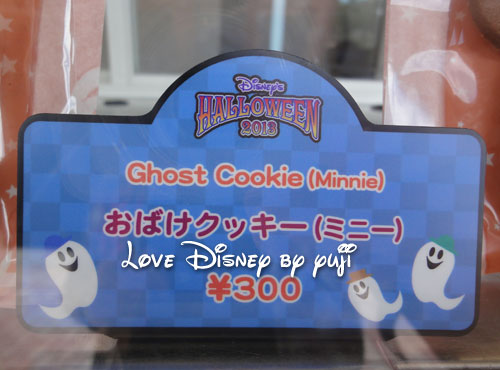 Disney's
HALLOWEEN
2013
Ghost Cookie (Minnie)
おばけクッキー(ミニー)
Love Disney by yuji
¥300